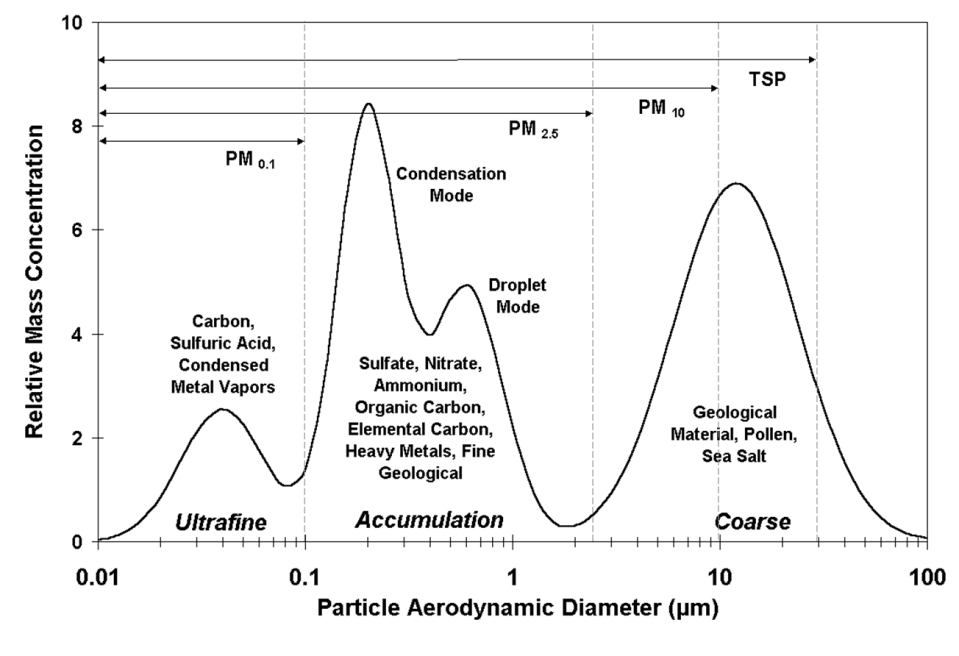 10
8
6
4
2
0
Relative Mass Concentration
TSP
PM 10
PM 2.5
PM 0.1
Condensation
Mode
Droplet
Mode
Carbon,
Sulfuric Acid,
Condensed
Metal Vapors
Sulfate, Nitrate,
Ammonium,
Organic Carbon,
Elemental Carbon,
Heavy Metals, Fine
Geological
Geological
Material, Pollen,
Sea Salt
Ultrafine
Accumulation
Coarse
0.01
0.1
1
10
100
Particle Aerodynamic Diameter (µm)